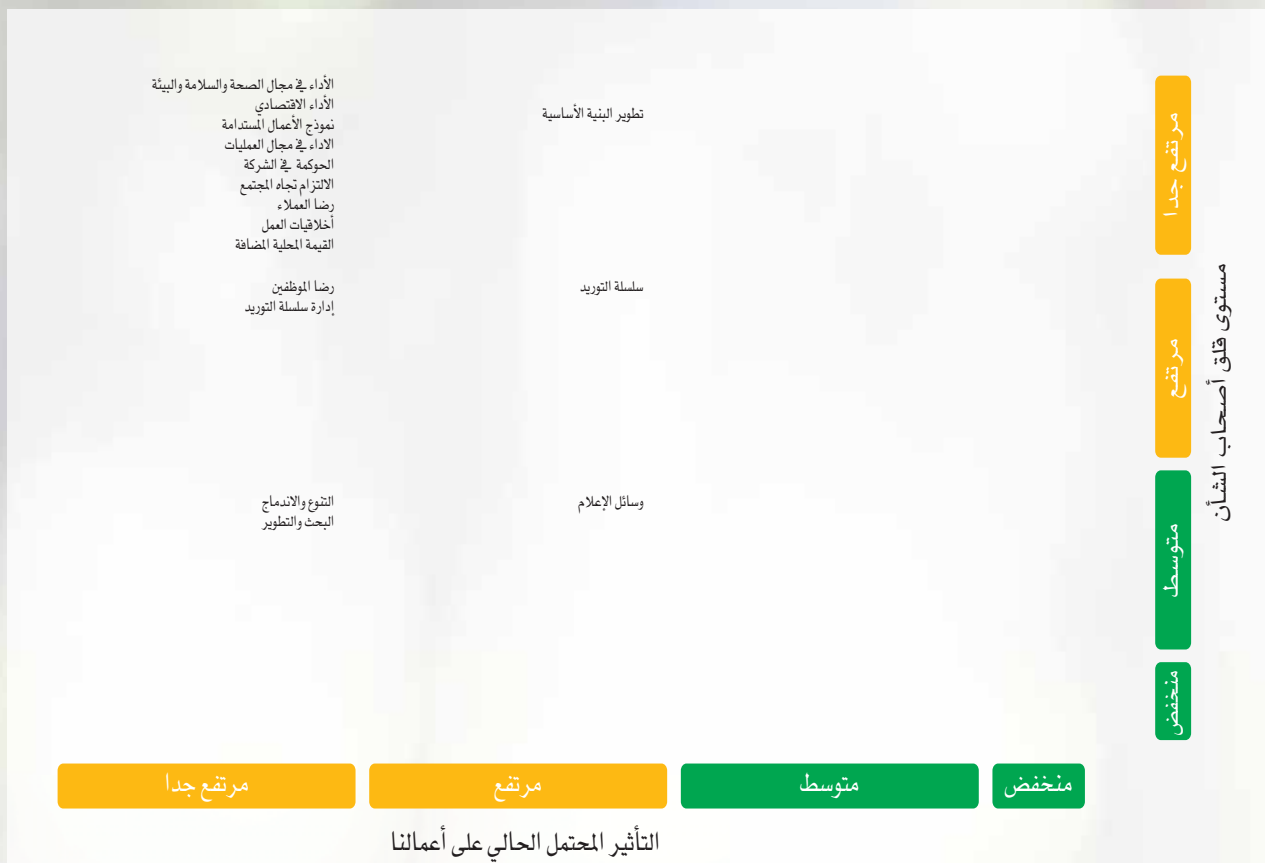 مرتفع جدا
مرتفع
متوسط
منخفض
مستوى قلق أصحاب الشأن
تطوير البنية الأساسية
الأداء في مجال الصحة والسلامة والبيئة
الأداء الاقتصادي
نموذج الأعمال المستدامة
الاداء في مجال العمليات
الحوكمة في الشركة
الالتزام تجاه المجتمع
رضا العملاء
أخلاقيات العمل
القيمة المحلية المضافة
سلسلة التوريد
رضا الموظفين
إدارة سلسلة التوريد
وسائل الإعلام
التنوع والاندماج
البحث والتطوير
منخفض
متوسط
مرتفع
مرتفع جدا
التأثير المحتمل الحالي على أعمالنا